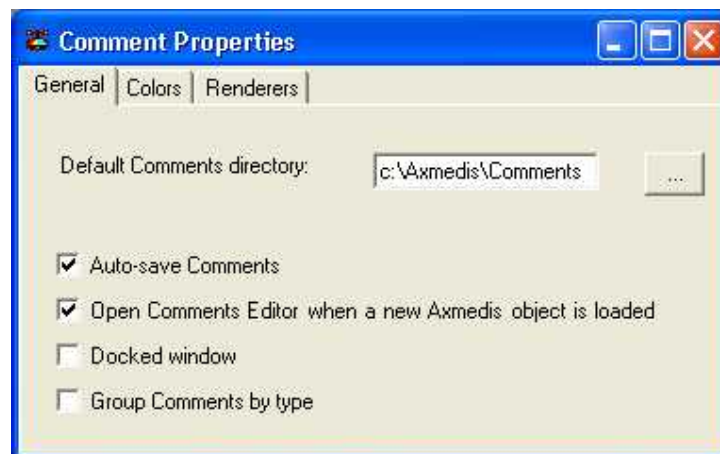 Comment Properties
General Colors Renderers
Default Comments directory: c:\Axmedis\Comments ...
Auto-save Comments
Open Comments Editor when a new Axmedis object is loaded
Docked window
Group Comments by type